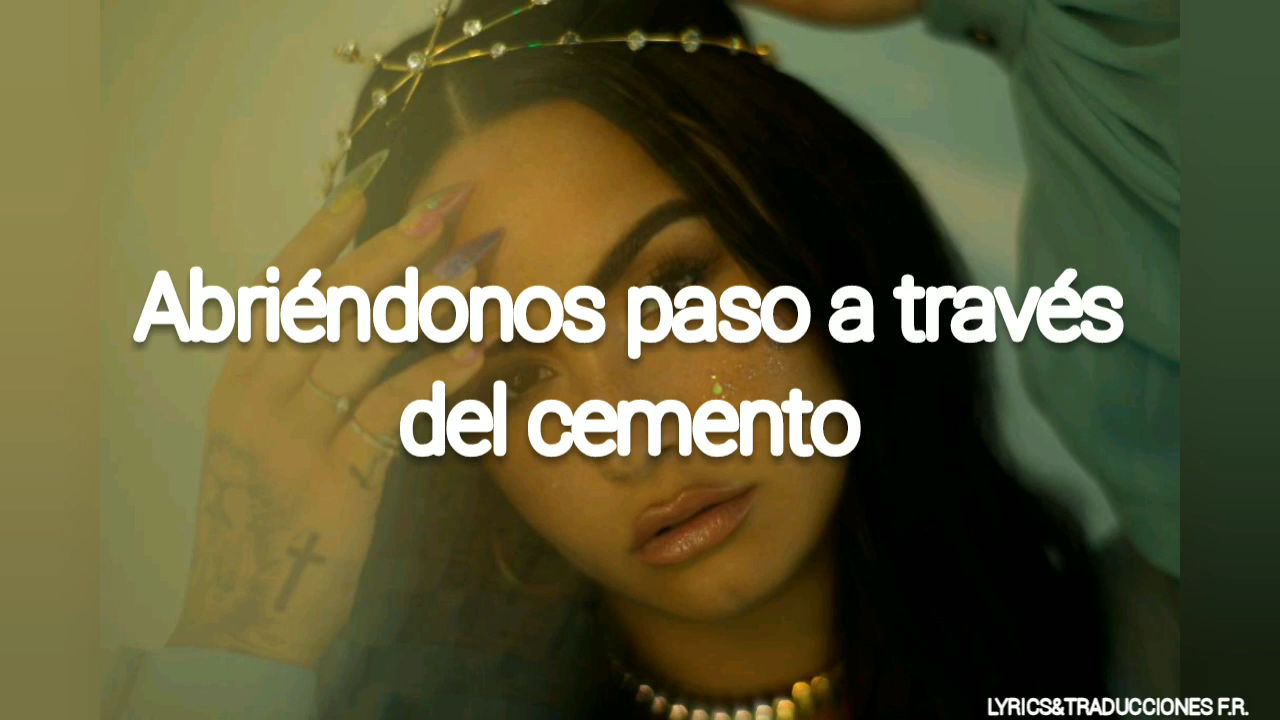 Abriéndonos paso a través
del cemento
LYRICS&TRADUCCIONES F.R.